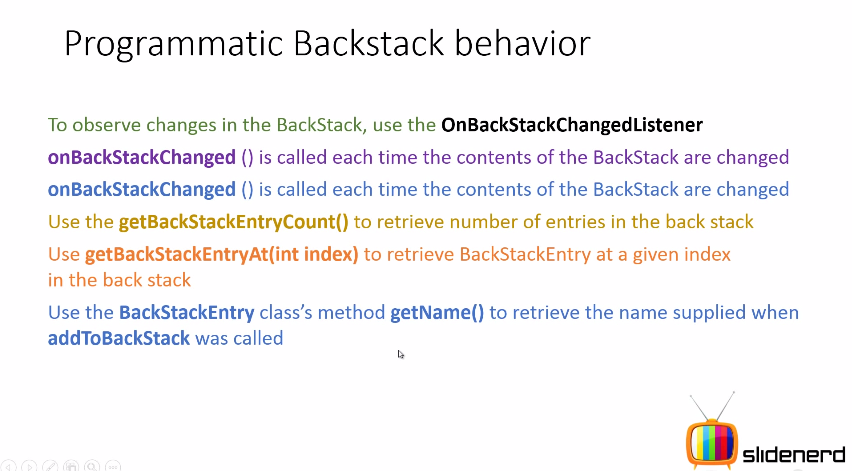 Programmatic Backstack behavior
To observe changes in the BackStack, use the OnBackStackChangedListener
onBackStackChanged () is called each time the contents of the BackStack are changed
onBackStackChanged () is called each time the contents of the BackStack are changed
Use the getBackStackEntryCount() to retrieve number of entries in the back stack
Use getBackStackEntryAt(int index) to retrieve BackStackEntry at a given index
in the back stack
Use the BackStackEntry class’s method getName() to retrieve the name supplied when
addToBackStack was called
slidenerd